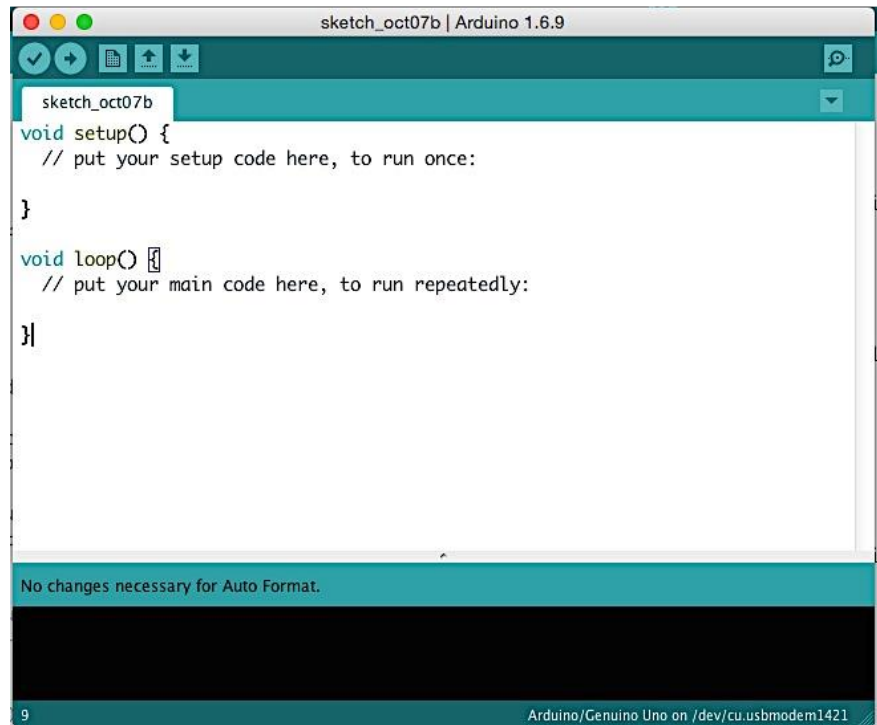 sketch_oct07b | Arduino 1.6.9
sketch_oct07b
void setup() {
  // put your setup code here, to run once:
}
void loop() {
  // put your main code here, to run repeatedly:
}
No changes necessary for Auto Format.
9 Arduino/Genuino Uno on /dev/cu.usbmodem1421